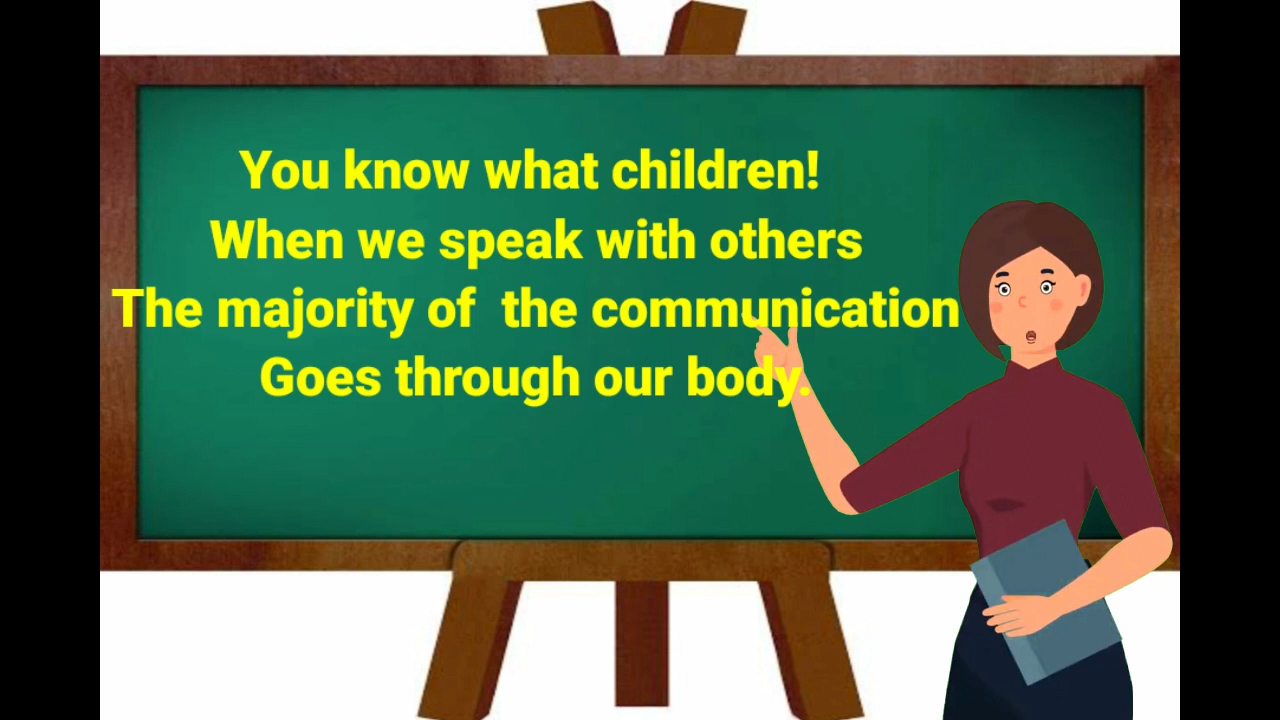 You know what children!
When we speak with others
The majority of  the communication
Goes through our body.